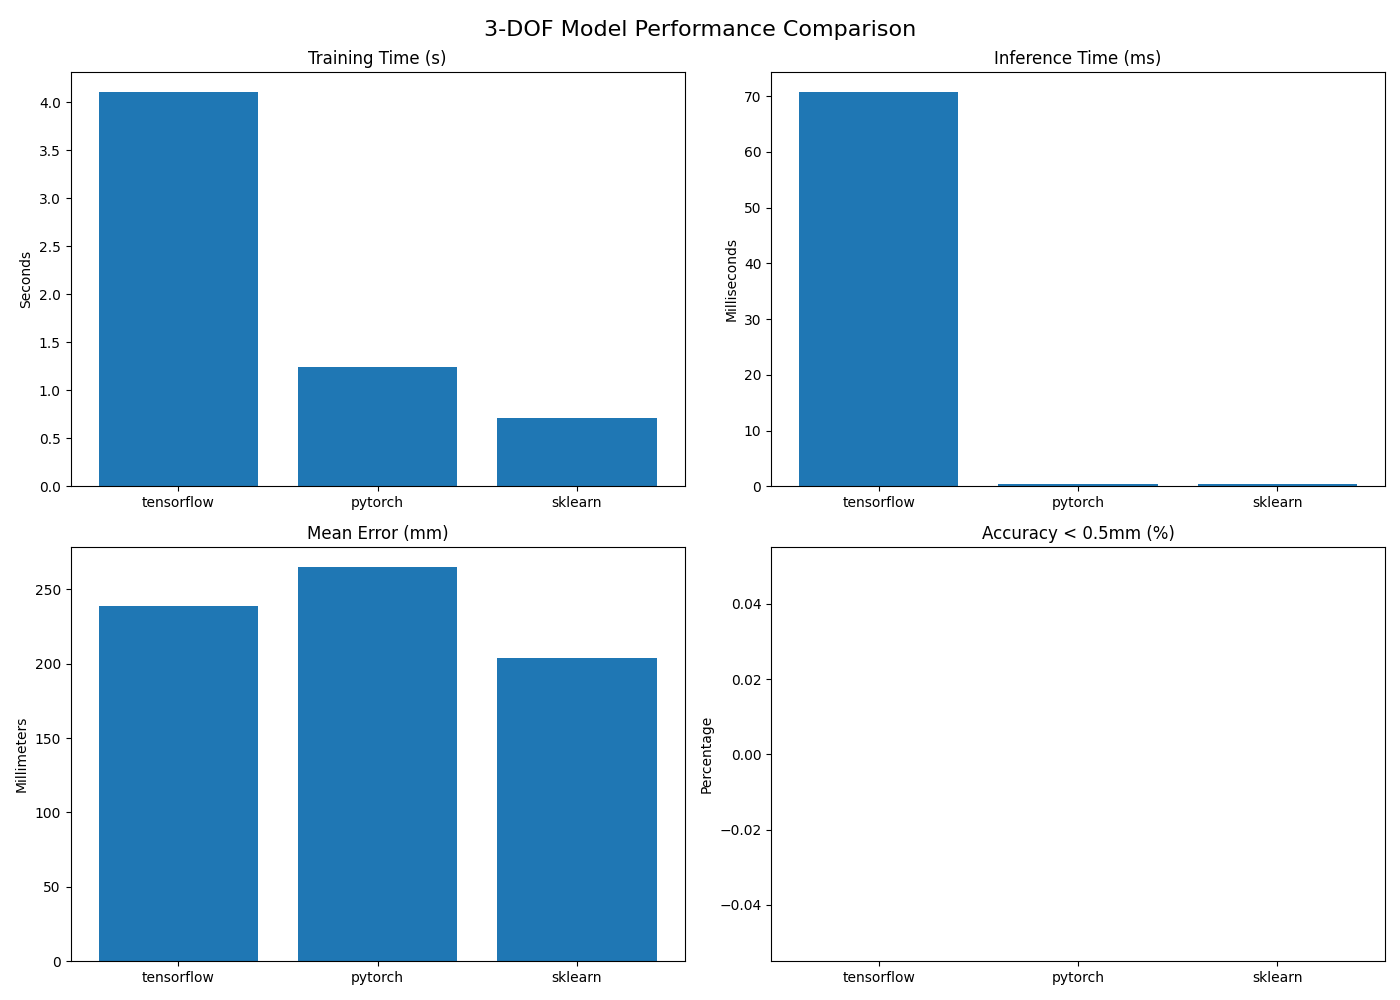 3-DOF Model Performance Comparison
Training Time (s)
Seconds
4.0
3.5
3.0
2.5
2.0
1.5
1.0
0.5
0.0
tensorflow pytorch sklearn
Inference Time (ms)
Milliseconds
70
60
50
40
30
20
10
0
tensorflow pytorch sklearn
Mean Error (mm)
Millimeters
250
200
150
100
50
0
tensorflow pytorch sklearn
Accuracy < 0.5mm (%)
Percentage
0.04
0.02
0.00
−0.02
−0.04
tensorflow pytorch sklearn